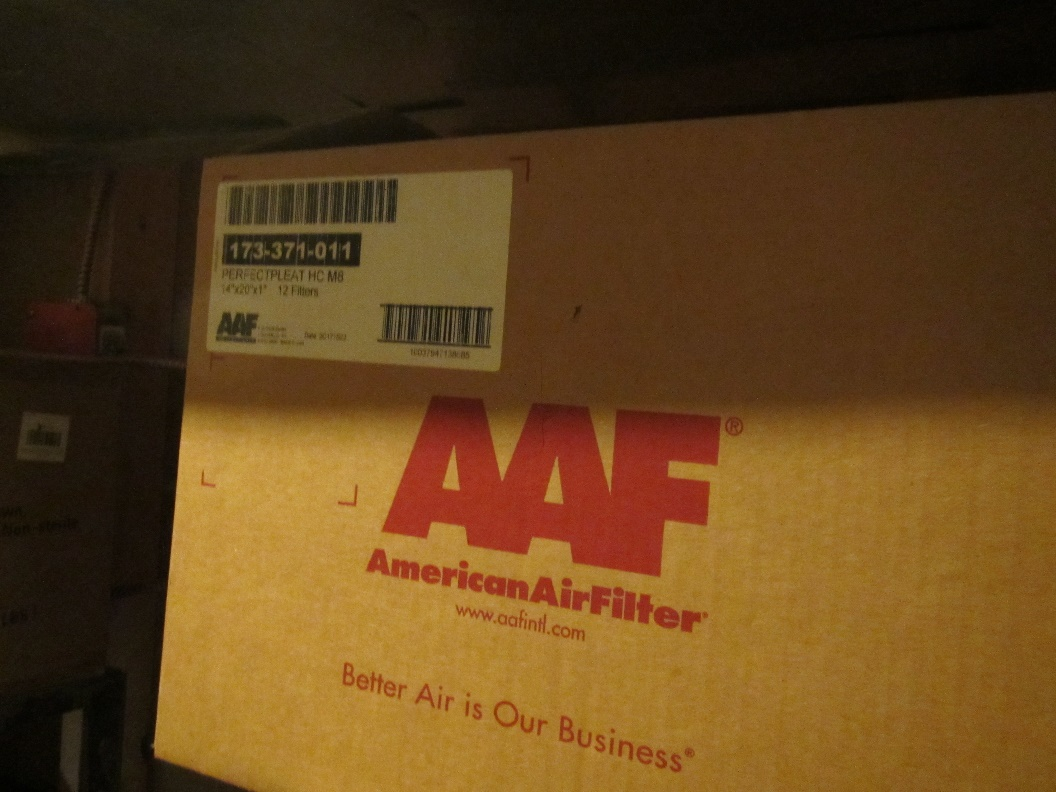 173-371-011
PERFECTPLEAT HC M8
14"x20"x1" 12 Filters
AAF
AAF®
AmericanAirFilter
www.aafintl.com
Better Air is Our Business®